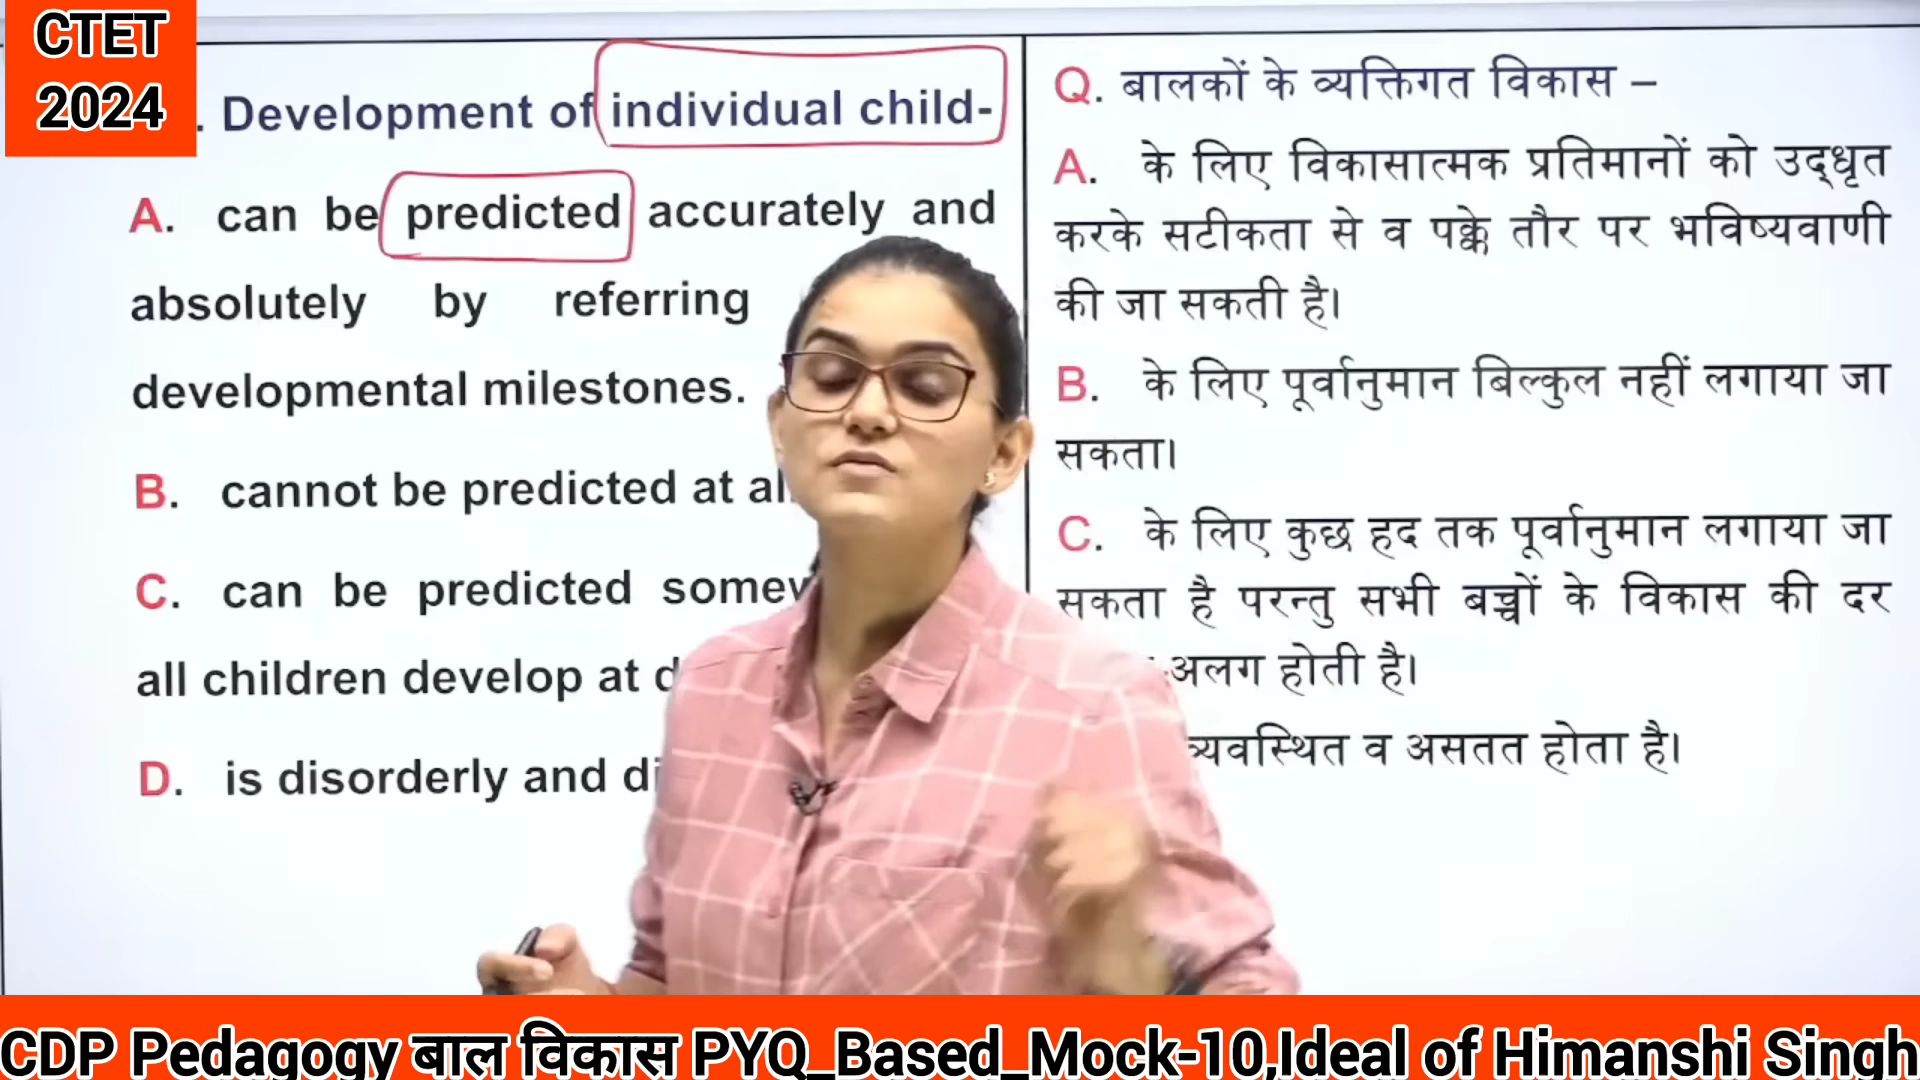 CTET
2024
. Development of individual child-
A. can be predicted accurately and
absolutely by referring
developmental milestones.
B. cannot be predicted at al
C. can be predicted
all children develop at
D. is disorderly and
Q. बालकों के व्यक्तिगत विकास –
A. के लिए विकासात्मक प्रतिमानों को उद्धृत
करके सटीकता से व पक्के तौर पर भविष्यवाणी
की जा सकती है।
B. के लिए पूर्वानुमान बिल्कुल नहीं लगाया जा
सकता।
C. के लिए कुछ हद तक पूर्वानुमान लगाया जा
सकता है परन्तु सभी बच्चों के विकास की दर
अलग होती है।
व्यवस्थित व असतत होता है।
CDP Pedagogy बाल विकास PYQ_Based_Mock-10,Ideal of Himanshi Singh